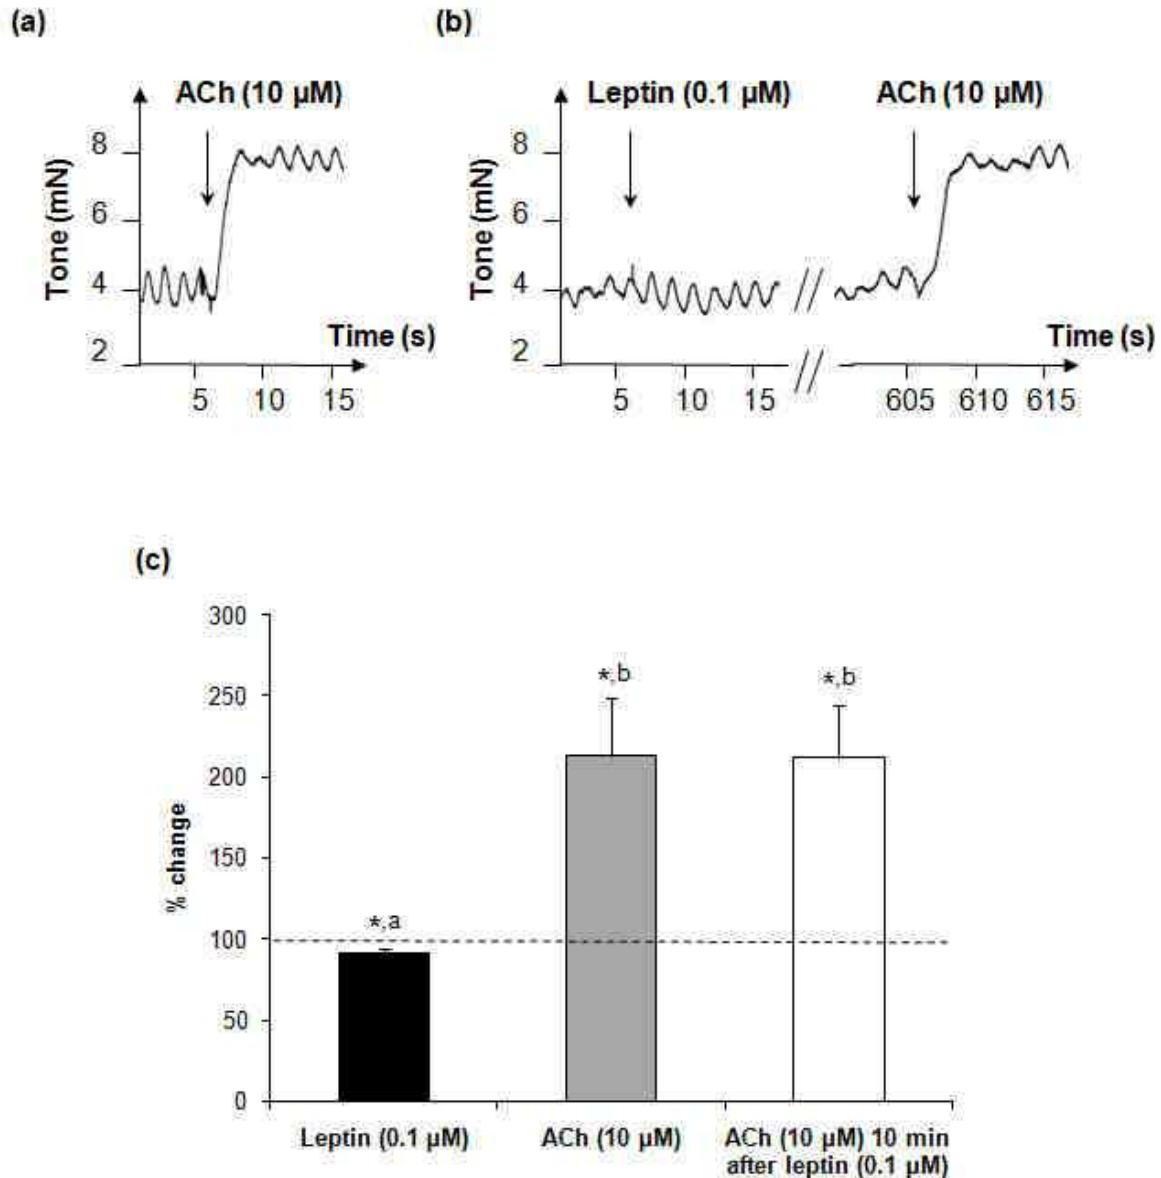 (a)
ACh (10 µM)
Tone (mN)
8
6
4
2
Time (s)
5 10 15
(b)
Leptin (0.1 µM) ACh (10 µM)
Tone (mN)
8
6
4
2
Time (s)
5 10 15 605 610 615
(c)
% change
300
250
200
150
100
50
0
*,a
*,b
*,b
Leptin (0.1 µM)
ACh (10 µM)
ACh (10 µM) 10 min
after leptin (0.1 µM)